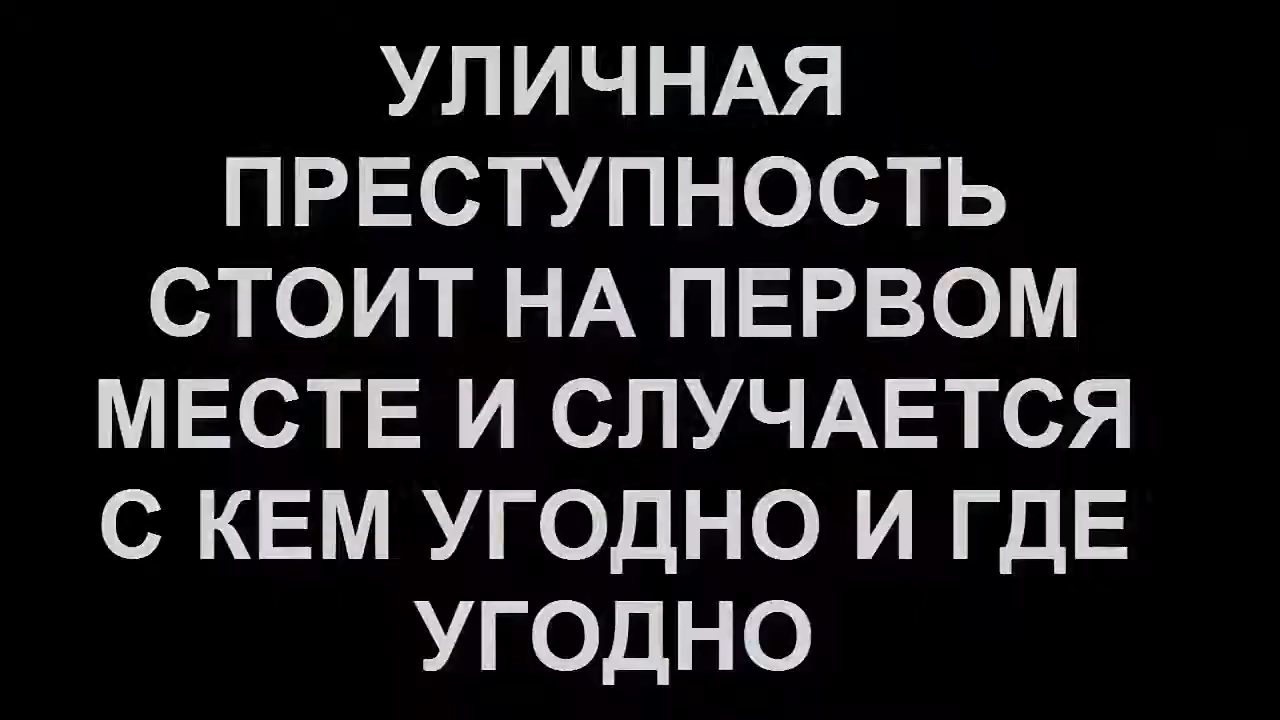 УЛИЧНАЯ
ПРЕСТУПНОСТЬ
СТОИТ НА ПЕРВОМ
МЕСТЕ И СЛУЧАЕТСЯ
С КЕМ УГОДНО И ГДЕ
УГОДНО